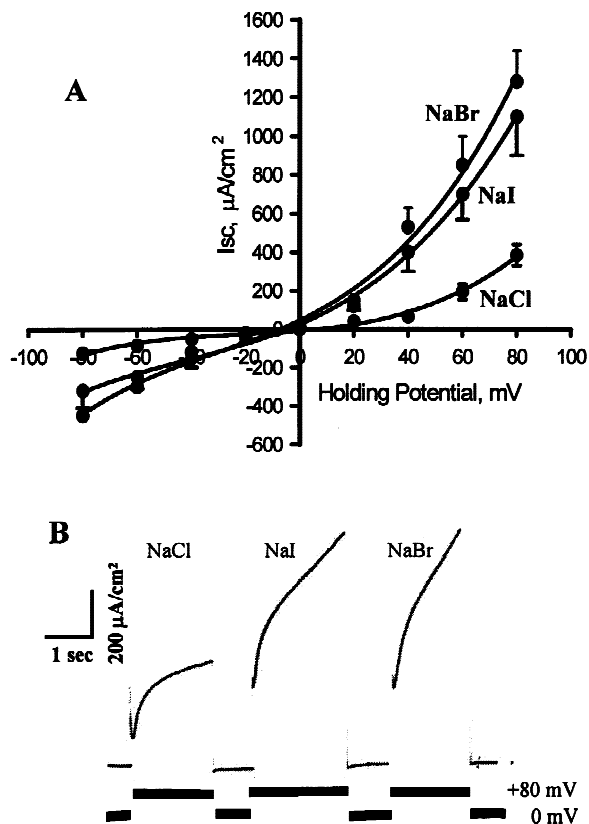 A
Isc, µA/cm²
1600
1400
1200
1000
800
600
400
200
0
-200
-400
-600
-100 -80 -60 -40 -20 0 20 40 60 80 100
Holding Potential, mV
NaBr
NaI
NaCl
B
NaCl NaI NaBr
200 µA/cm²
1 sec
+80 mV
0 mV